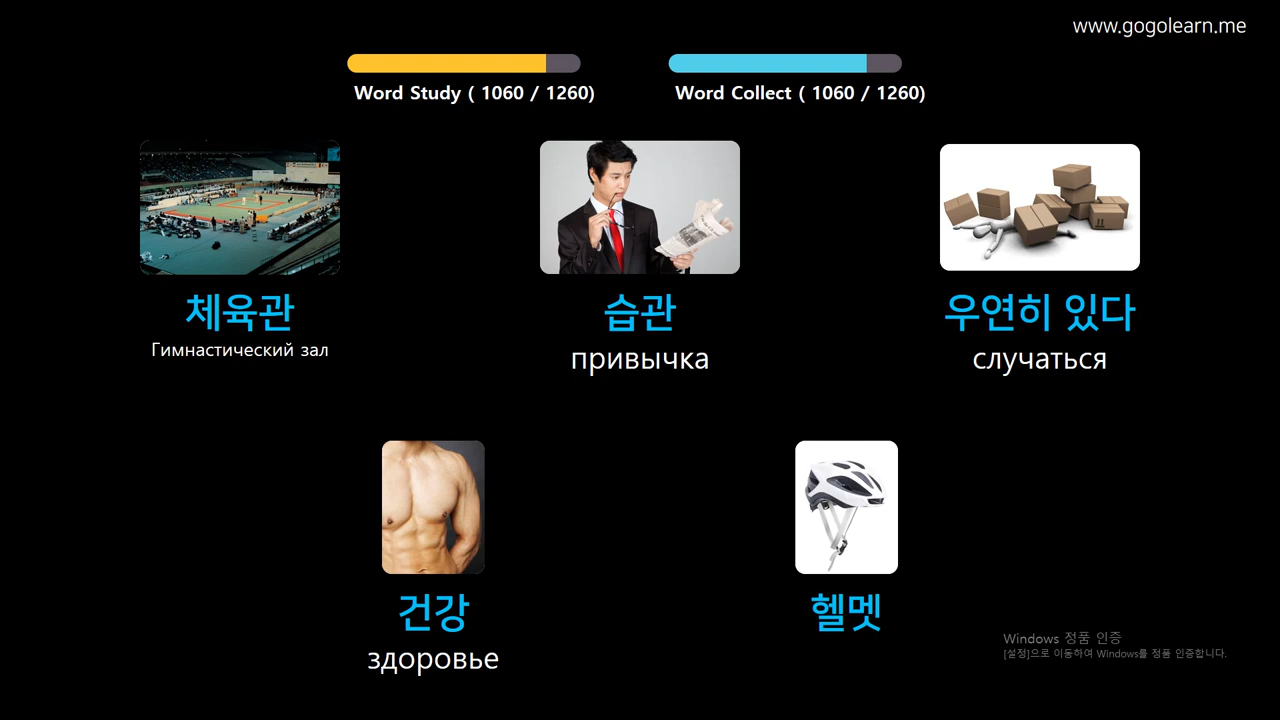 www.gogolearn.me
Word Study ( 1060 / 1260)
Word Collect ( 1060 / 1260)
체육관
Гимнастический зал
습관
привычка
우연히 있다
случаться
건강
здоровье
헬멧
Windows 정품 인증
[설정]으로 이동하여 Windows를 정품 인증합니다.